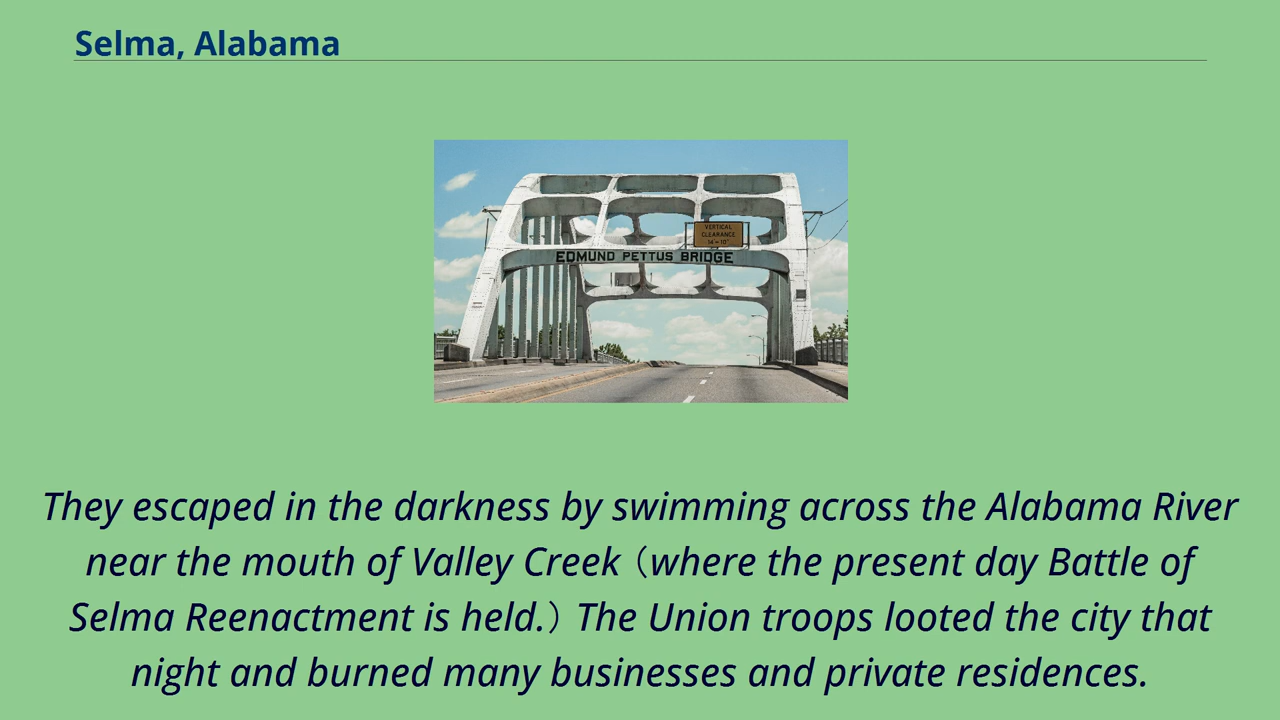 Selma, Alabama
VERTICAL
CLEARANCE
EDMUND PETTUS BRIDGE
They escaped in the darkness by swimming across the Alabama River
near the mouth of Valley Creek（where the present day Battle of
Selma Reenactment is held.）The Union troops looted the city that
night and burned many businesses and private residences.